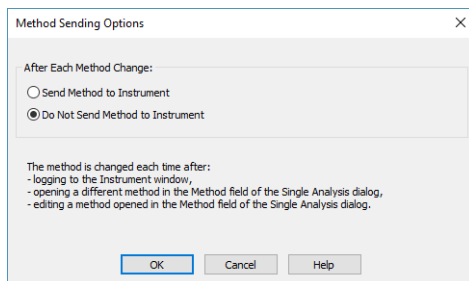 Method Sending Options
After Each Method Change:
Send Method to Instrument
Do Not Send Method to Instrument
The method is changed each time after:
- logging to the Instrument window,
- opening a different method in the Method field of the Single Analysis dialog,
- editing a method opened in the Method field of the Single Analysis dialog.
OK Cancel Help